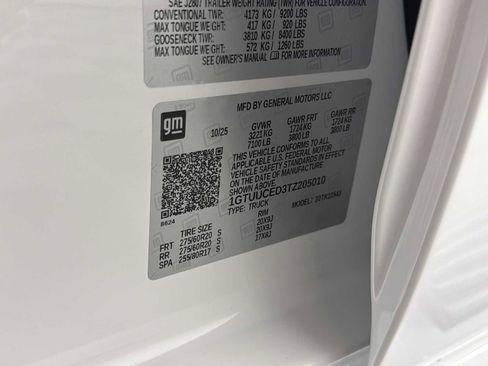 SAE J2807 TRAILER WEIGHT RATING (TWR) FOR VEHICLE CONFIGURATION.
CONVENTIONAL TWR: 4173 KG / 9200 LBS
MAX TONGUE WEIGHT: 417 KG / 920 LBS
GOOSENECK TWR: 3810 KG / 8400 LBS
MAX TONGUE WEIGHT: 572 KG / 1260 LBS
SEE OWNER'S MANUAL FOR MORE INFORMATION.
gm
MFD BY GENERAL MOTORS LLC
10/25 GVWR GAWR FRT GAWR RR
3221 KG 1724 KG 1724 KG
7100 LB 3800 LB 3800 LB
THIS VEHICLE CONFORMS TO ALL
APPLICABLE U.S. FEDERAL MOTOR
VEHICLE SAFETY STANDARDS IN
EFFECT ON THE DATE OF MANUFACTURE
SHOWN ABOVE.
1GTUUCED3TZ205010
TYPE: TRUCK MODEL:
8624
TIRE SIZE RIM
FRT 275/60R20 S 20X9J
RR 275/60R20 S 20X9J
SPA 255/80R17 S 17X8J